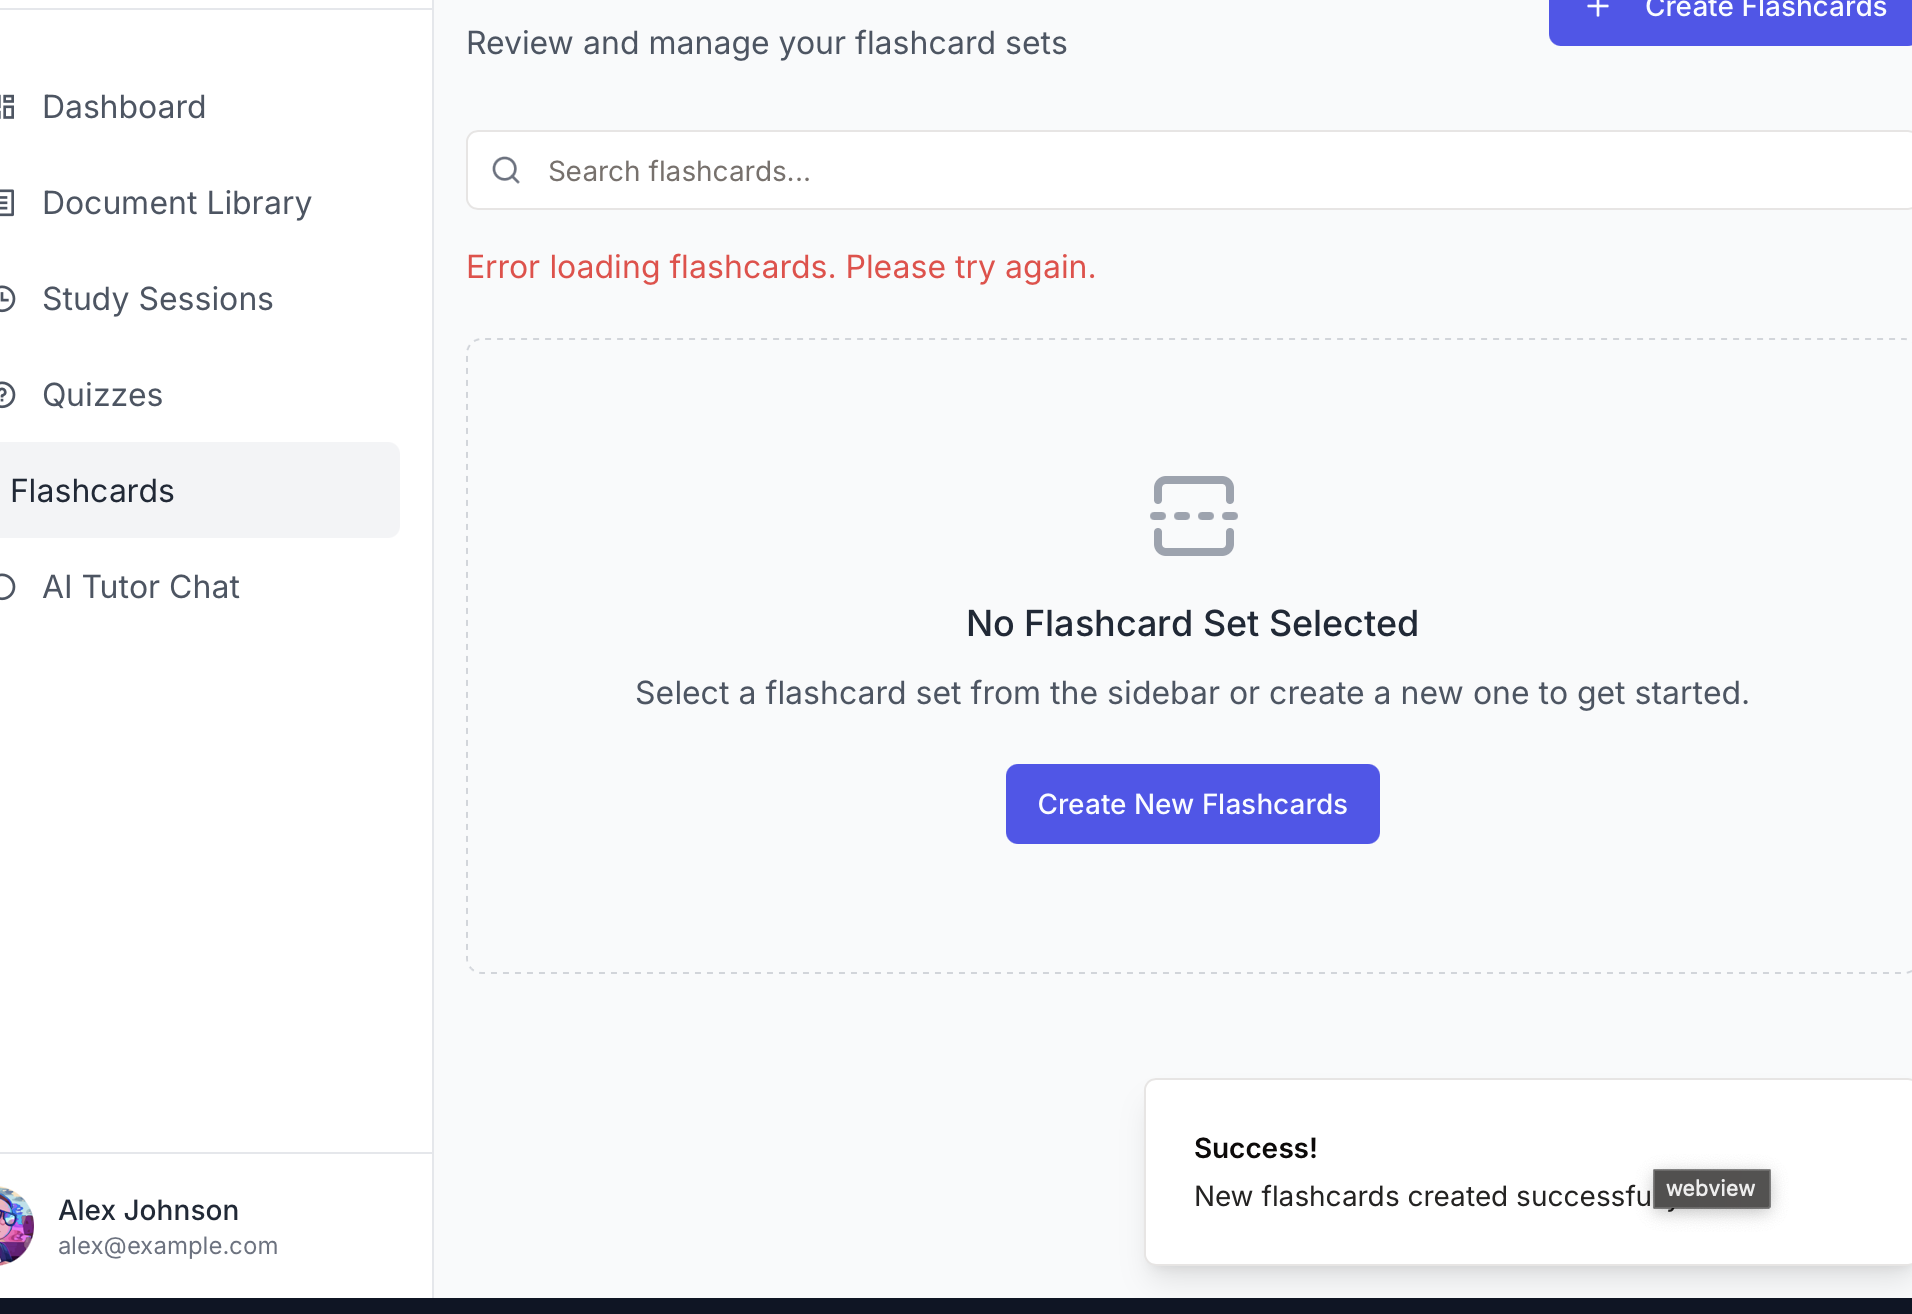 Dashboard
Document Library
Study Sessions
Quizzes
Flashcards
AI Tutor Chat
Alex Johnson
alex@example.com
Review and manage your flashcard sets
Create Flashcards
Search flashcards...
Error loading flashcards. Please try again.
No Flashcard Set Selected
Select a flashcard set from the sidebar or create a new one to get started.
Create New Flashcards
Success!
New flashcards created
webview